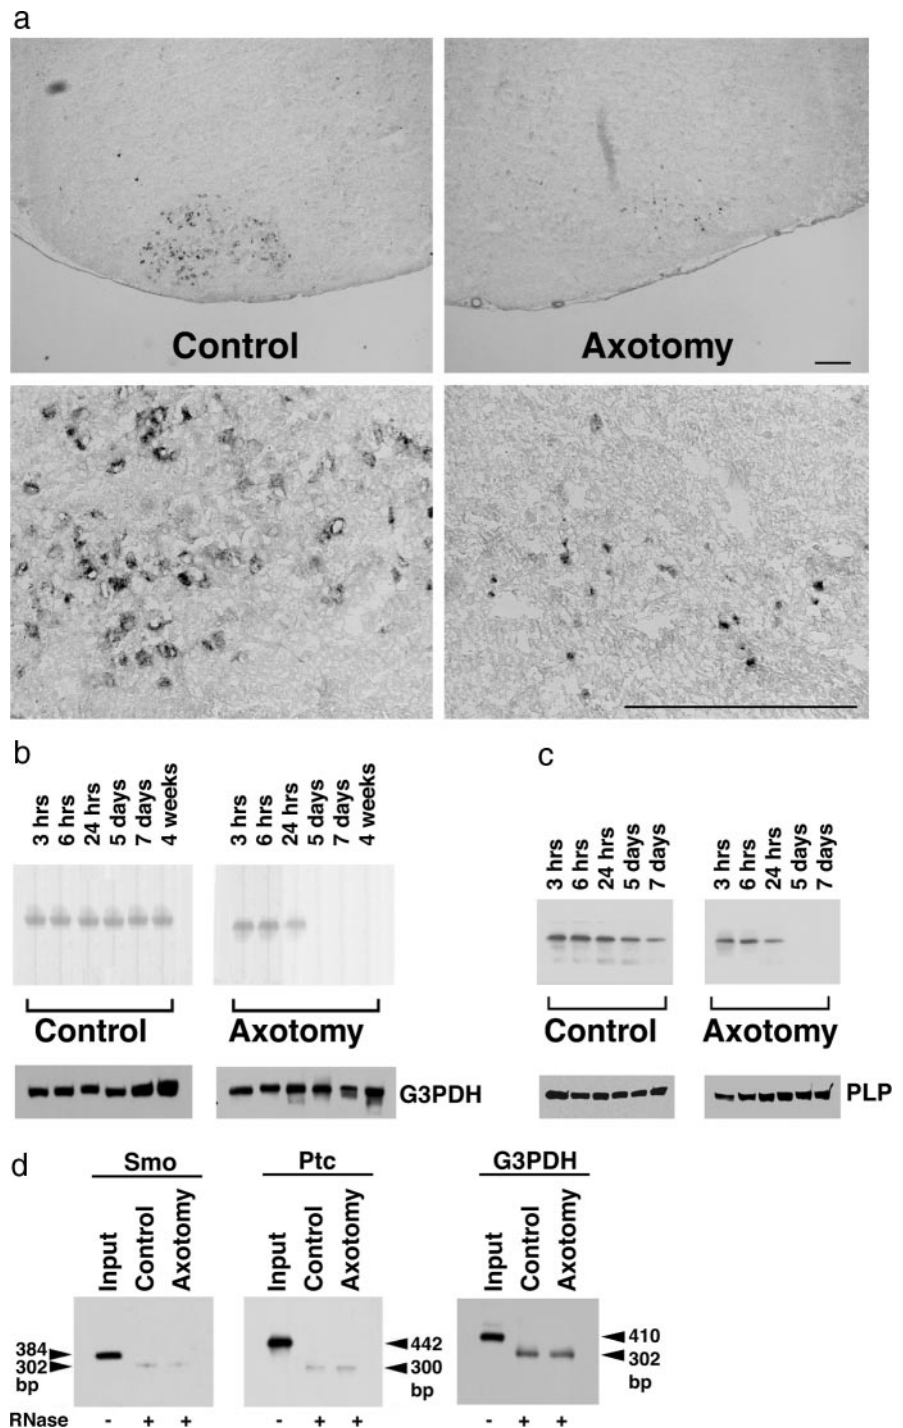 a
Control
Axotomy
b
3 hrs
6 hrs
24 hrs
5 days
7 days
4 weeks
3 hrs
6 hrs
24 hrs
5 days
7 days
4 weeks
Control
Axotomy
G3PDH
c
3 hrs
6 hrs
24 hrs
5 days
7 days
3 hrs
6 hrs
24 hrs
5 days
7 days
Control
Axotomy
PLP
d
Smo
Input
Control
Axotomy
384
302
bp
Ptc
Input
Control
Axotomy
442
300
bp
G3PDH
Input
Control
Axotomy
410
302
bp
RNase - + + - + + - + +